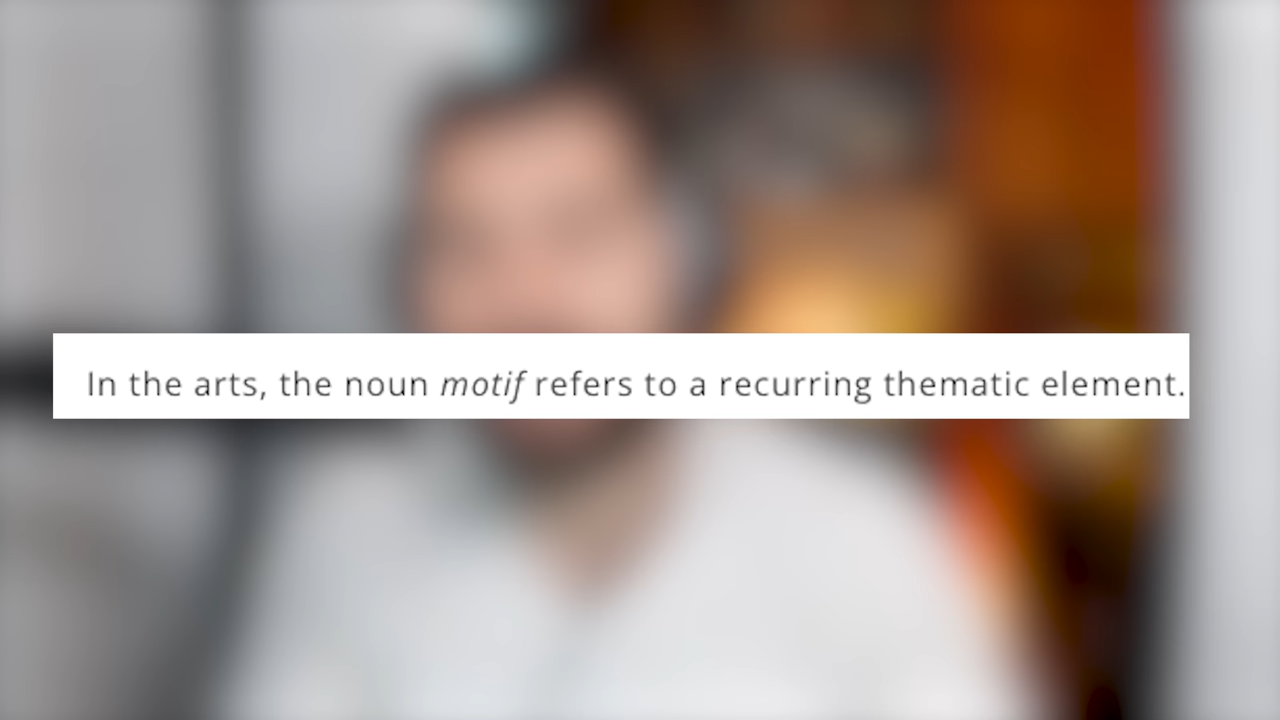 In the arts, the noun motif refers to a recurring thematic element.